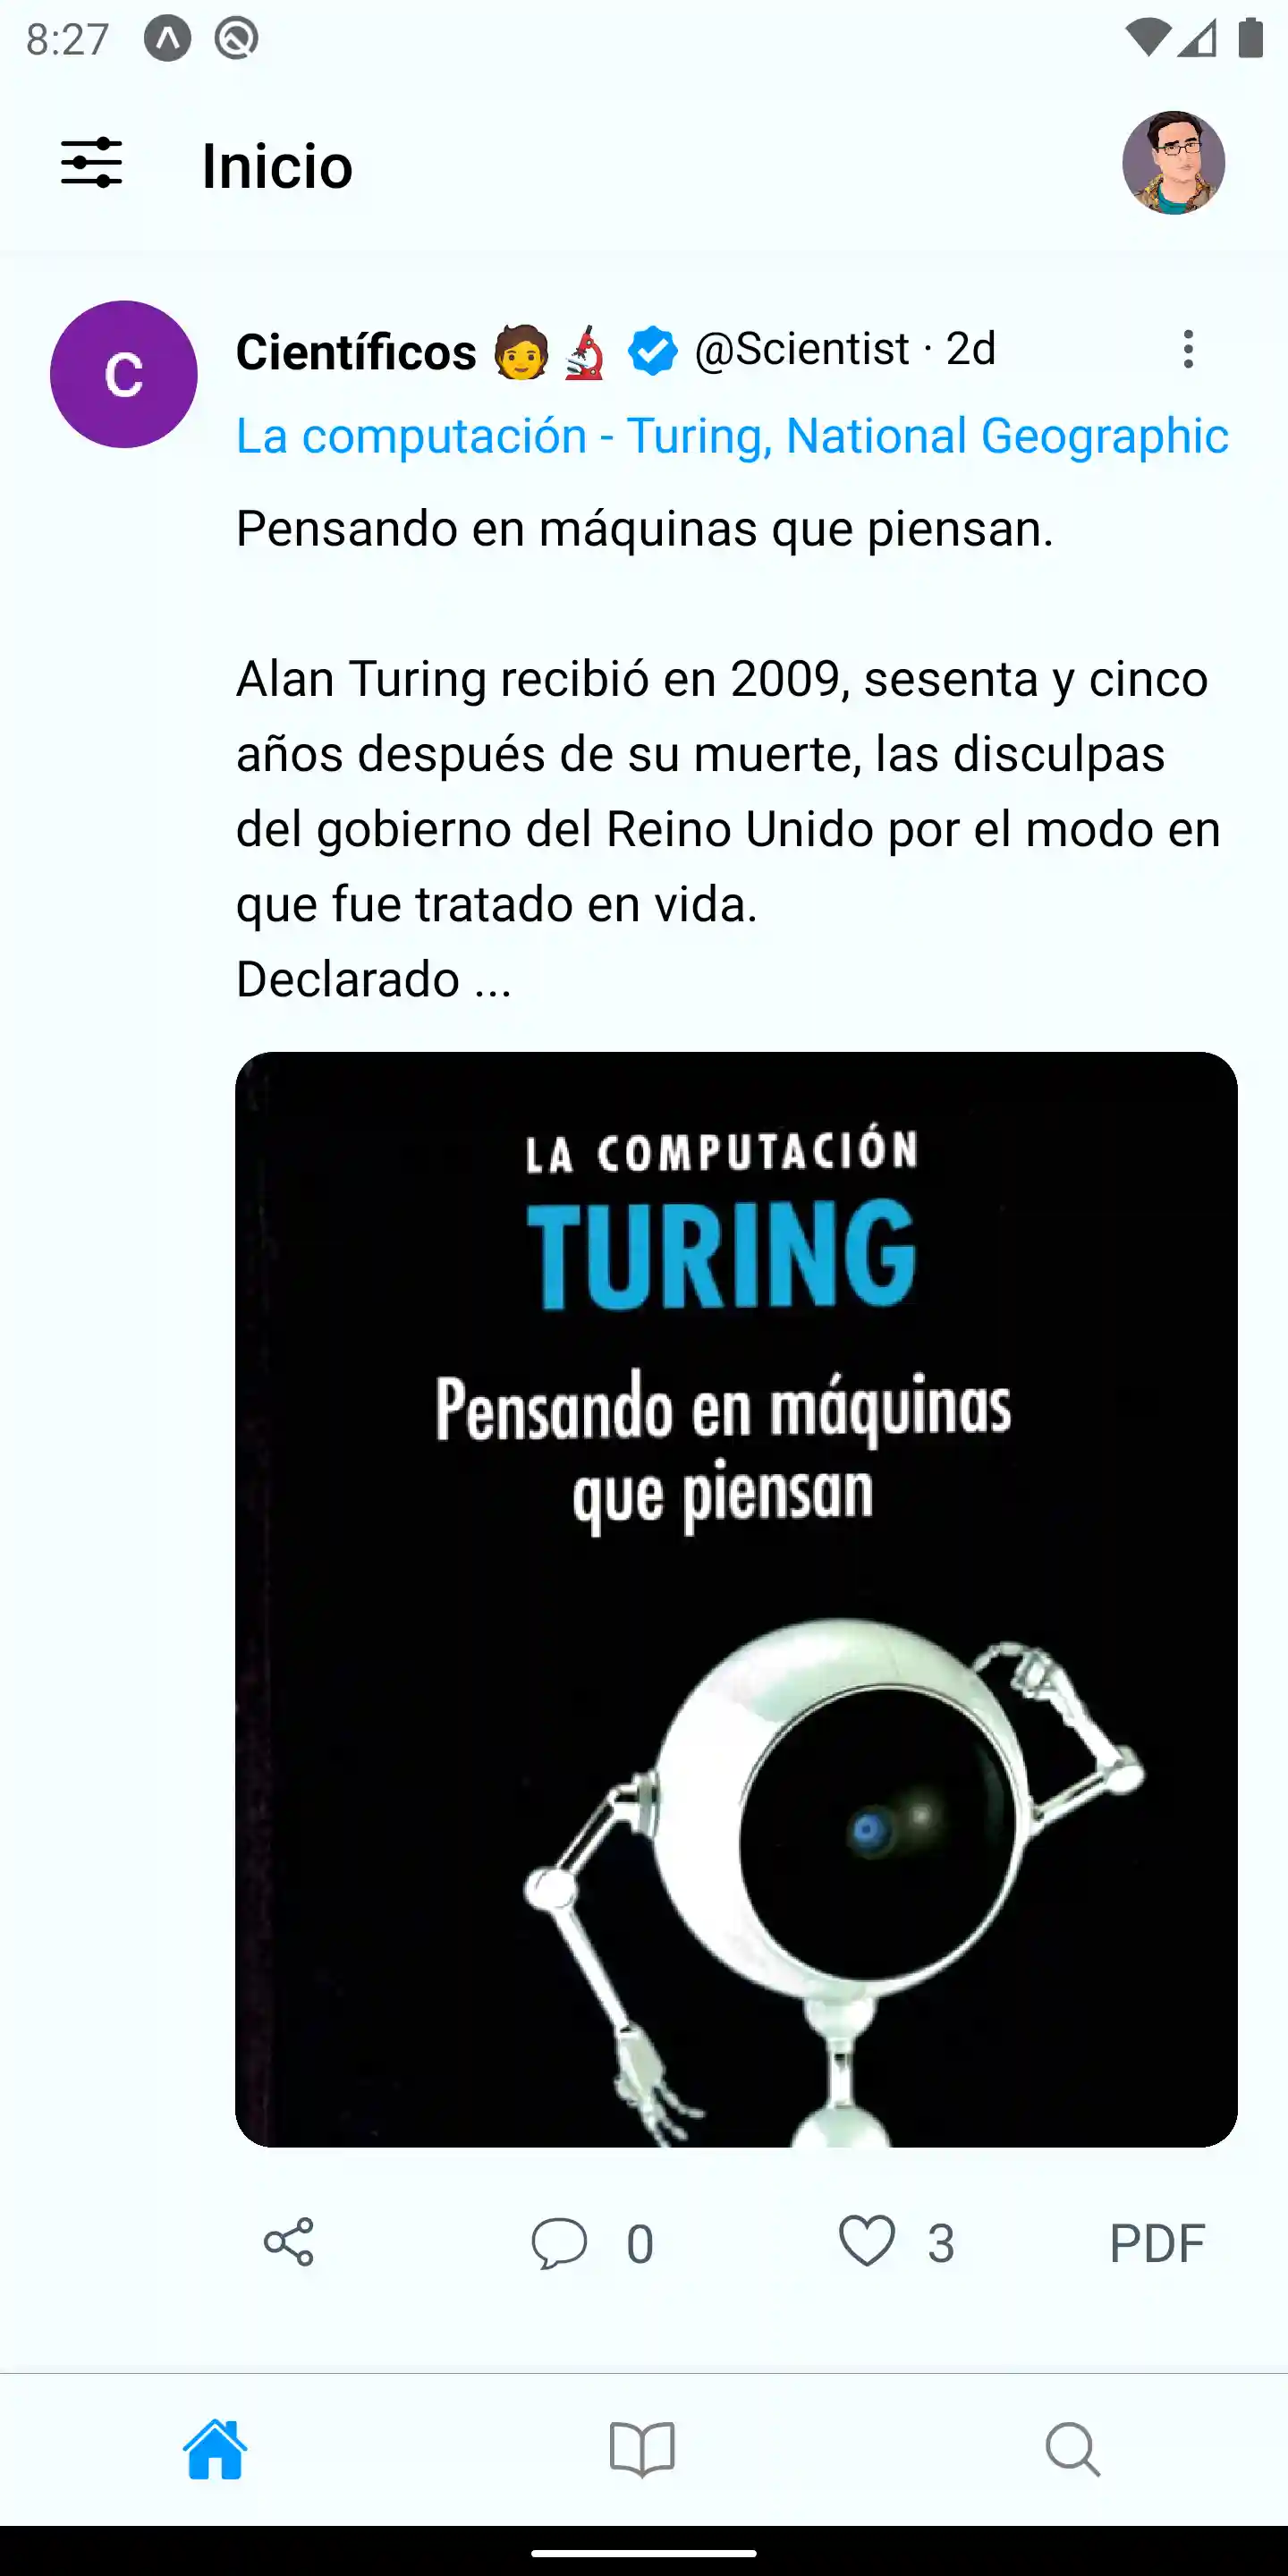 8:27
Inicio
C
Científicos 🧑🔬 @Scientist · 2d
La computación - Turing, National Geographic
Pensando en máquinas que piensan.
Alan Turing recibió en 2009, sesenta y cinco
años después de su muerte, las disculpas
del gobierno del Reino Unido por el modo en
que fue tratado en vida.
Declarado ...
LA COMPUTACIÓN
TURING
Pensando en máquinas
que piensan
0 3 PDF